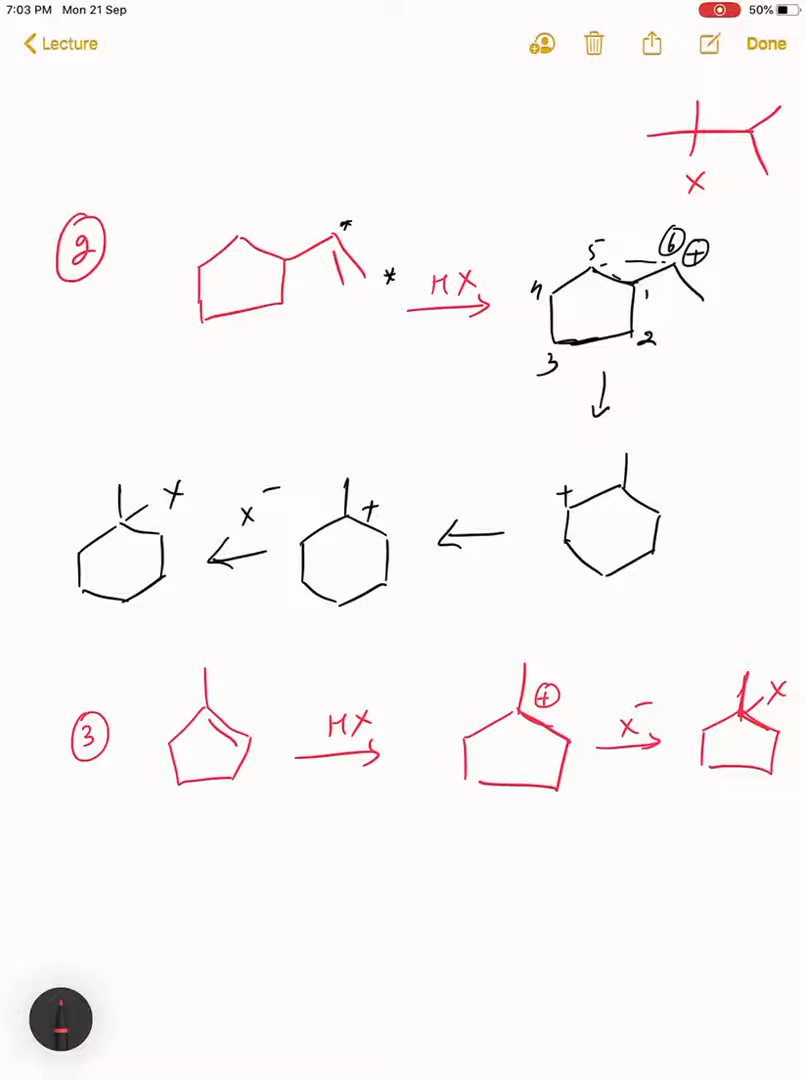 7:03 PM Mon 21 Sep
50%
Lecture
Done
X
2
*
*
HX
5
6
+
4
1
3
2
X
X−
+
+
3
HX
+
X−
X